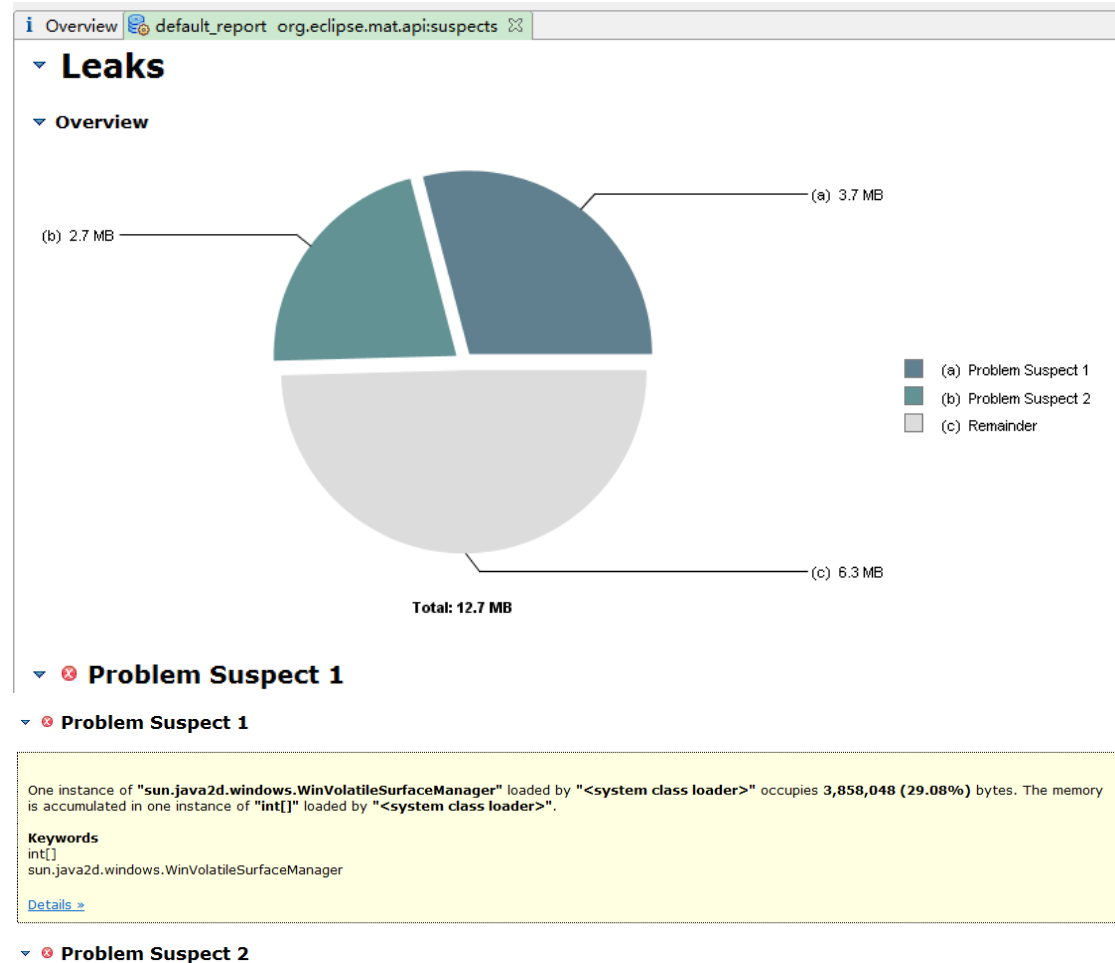 i Overview default_report org.eclipse.mat.api:suspects
Leaks
Overview
(a) 3.7 MB
(b) 2.7 MB
(a) Problem Suspect 1
(b) Problem Suspect 2
(c) Remainder
(c) 6.3 MB
Total: 12.7 MB
Problem Suspect 1
Problem Suspect 1
One instance of "sun.java2d.windows.WinVolatileSurfaceManager" loaded by "<system class loader>" occupies 3,858,048 (29.08%) bytes. The memory
is accumulated in one instance of "int[]" loaded by "<system class loader>".
Keywords
int[]
sun.java2d.windows.WinVolatileSurfaceManager
Details »
Problem Suspect 2